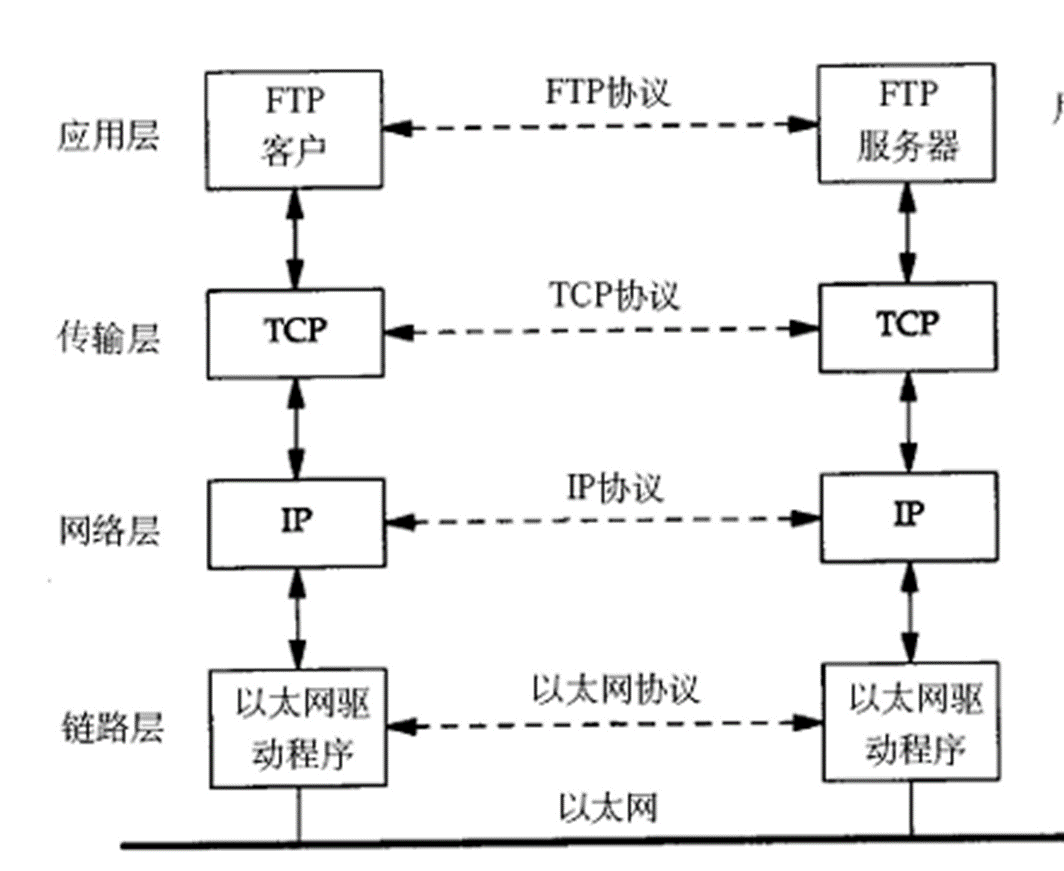 FTP
客户
FTP协议
FTP
服务器
应用层
TCP协议
传输层
TCP
TCP
IP协议
网络层
IP
IP
以太网协议
链路层
以太网驱
动程序
以太网驱
动程序
以太网